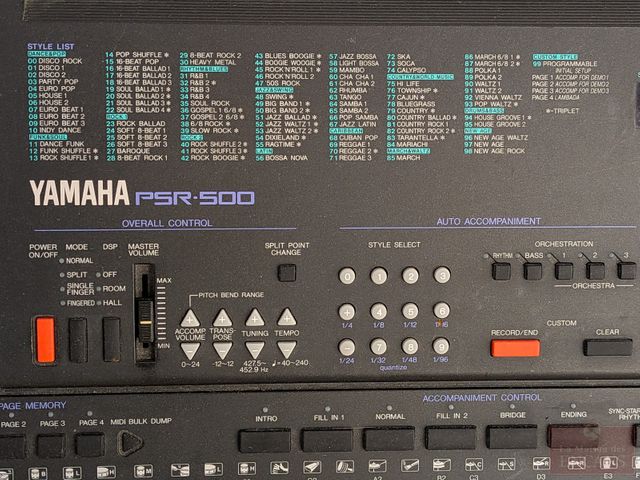 STYLE LIST
DANCE&POP
00 DISCO ROCK
01 DISCO 1
02 DISCO 2
03 PARTY POP
04 EURO POP
05 HOUSE 1
06 HOUSE 2
07 EURO BEAT 1
08 EURO BEAT 2
09 EURO BEAT 3
10 INDY DANCE
FUNK&SOUL
11 DANCE FUNK
12 FUNK SHUFFLE*
13 ROCK SHUFFLE 1*
14 POP SHUFFLE*
15 16-BEAT POP
16 16-BEAT BALLAD 1
17 16-BEAT BALLAD 2
18 16-BEAT BALLAD 3
19 SOUL BALLAD 1*
20 SOUL BALLAD 2*
21 SOUL BALLAD 3*
22 SOUL BALLAD 4*
ROCK 1
23 ROCK BALLAD
24 SOFT 8-BEAT 1
25 SOFT 8-BEAT 2
26 SOFT 8-BEAT 3
27 BAROQUE
28 8-BEAT ROCK 1
29 8-BEAT ROCK 2
30 HEAVY METAL
RHYTHM&BLUES
31 R&B 1
32 R&B 2
33 R&B 3
34 R&B 4
35 SOUL ROCK
36 GOSPEL 1 6/8*
37 GOSPEL 2 6/8*
38 8/8 ROCK*
39 SLOW ROCK*
ROCK 2
40 ROCK SHUFFLE 2*
41 ROCK SHUFFLE 3*
42 ROCK BOOGIE*
43 BLUES BOOGIE*
44 BOOGIE WOOGIE*
45 ROCK'N'ROLL 1*
46 ROCK'N'ROLL 2
47 50S ROCK
JAZZ&SWING
48 SWING*
49 BIG BAND 1*
50 BIG BAND 2*
51 JAZZ BALLAD*
52 JAZZ WALTZ 1*
53 JAZZ WALTZ 2*
54 DIXIELAND*
55 RAGTIME*
LATIN
56 BOSSA NOVA
57 JAZZ BOSSA
58 LIGHT BOSSA
59 MAMBO
60 CHA CHA 1
61 CHA CHA 2
62 RHUMBA
63 TANGO
64 SAMBA 1
65 SAMBA 2
66 POP SAMBA
67 JAZZ LATIN
CARIBBEAN
68 CUBAN POP
69 REGGAE 1
70 REGGAE 2*
71 REGGAE 3
72 SKA
73 SOCA
74 CALYPSO
COUNTRY&WORLD MUSIC
75 HI LIFE
76 TOWNSHIP*
77 CAJUN*
78 BLUEGRASS
79 COUNTRY
80 COUNTRY BALLAD*
81 COUNTRY ROCK 1
82 COUNTRY ROCK 2*
83 TARANTELLA*
84 MARIACHI
MARCH&WALTZ
85 MARCH
86 MARCH 6/8 1*
87 MARCH 6/8 2*
88 POLKA 1
89 POLKA 2
90 WALTZ 1
91 WALTZ 2
92 VIENNA WALTZ
93 POP WALTZ*
DRUM&BASS
94 HOUSE GROOVE 1*
95 HOUSE GROOVE 2
NEW AGE
96 NEW AGE WALTZ
97 NEW AGE
98 NEW AGE ROCK
CUSTOM STYLE
99 PROGRAMMABLE
INITIAL SETUP
PAGE 1 ACCOMP FOR DEMO1
PAGE 2 ACCOMP FOR DEMO2
PAGE 3 ACCOMP FOR DEMO3
PAGE 4 LAMBADA
*-TRIPLET
YAMAHA PSR-500
OVERALL CONTROL
AUTO ACCOMPANIMENT
POWER ON/OFF
MODE
NORMAL
SPLIT
SINGLE FINGER
FINGERED
DSP
OFF
ROOM
HALL
MASTER VOLUME
MAX
MIN
SPLIT POINT CHANGE
PITCH BEND RANGE
ACCOMP. VOLUME
TRANS-POSE
TUNING
TEMPO
0~24
-12~12
427.5~ 452.9 Hz
♩=40~240
STYLE SELECT
0 1 2 3
+ 4 5 6
1/4 1/8 1/12 1/16
- 7 8 9
1/24 1/32 1/48 1/96
quantize
ORCHESTRATION
RHYTHM BASS 1 2 3
ORCHESTRA
CUSTOM
RECORD/END
CLEAR
PAGE MEMORY
PAGE 2 PAGE 3 PAGE 4 MIDI BULK DUMP
ACCOMPANIMENT CONTROL
INTRO FILL IN 1 NORMAL FILL IN 2 BRIDGE ENDING
C3 D3 E3